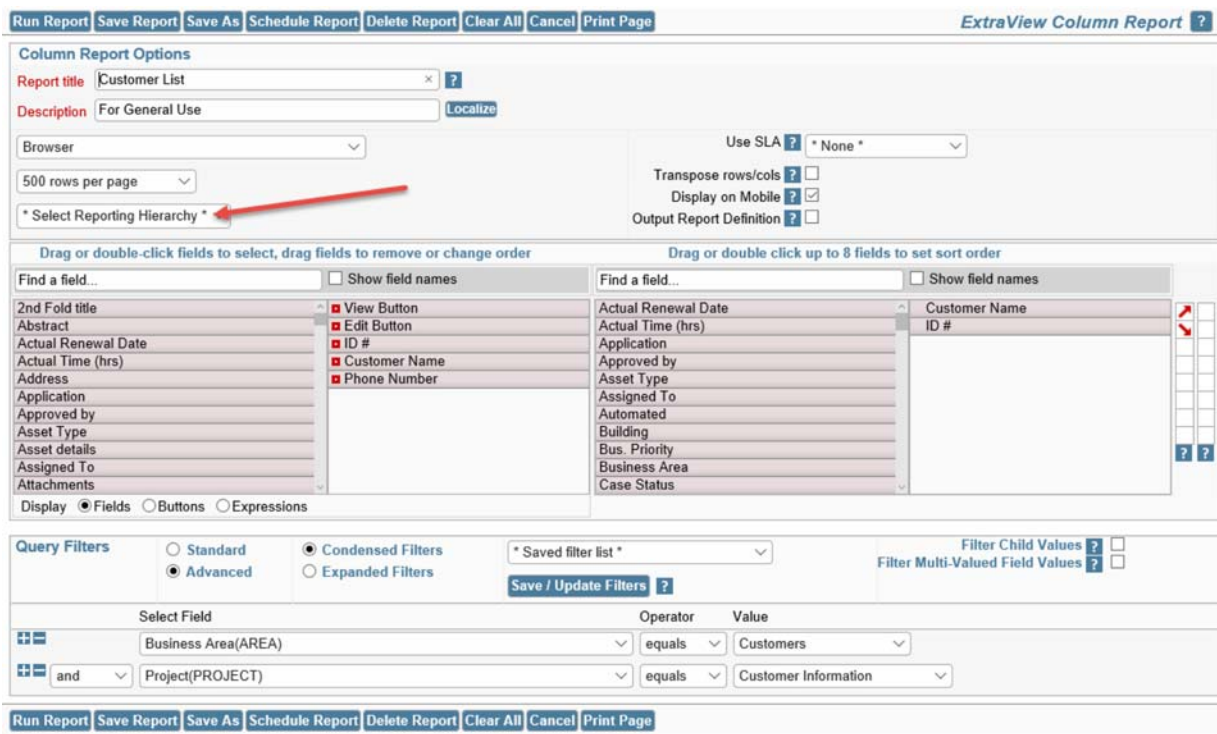 Run Report Save Report Save As Schedule Report Delete Report Clear All Cancel Print Page ExtraView Column Report ?
Column Report Options
Report title Customer List × ?
Description For General Use Localize
Browser Use SLA ? * None *
500 rows per page Transpose rows/cols ?
Display on Mobile ?
* Select Reporting Hierarchy * Output Report Definition ?
Drag or double-click fields to select, drag fields to remove or change order Drag or double click up to 8 fields to set sort order
Find a field... Show field names Find a field... Show field names
2nd Fold title View Button Actual Renewal Date Customer Name
Abstract Edit Button Actual Time (hrs) ID #
Actual Renewal Date ID # Application
Actual Time (hrs) Customer Name Approved by
Address Phone Number Asset Type
Application Assigned To
Approved by Automated
Asset Type Building
Asset details Bus. Priority ? ?
Assigned To Business Area
Attachments Case Status
Display Fields Buttons Expressions
Query Filters Standard Condensed Filters * Saved filter list * Filter Child Values ?
Advanced Expanded Filters Filter Multi-Valued Field Values ?
Save / Update Filters ?
Select Field Operator Value
Business Area(AREA) equals Customers
and Project(PROJECT) equals Customer Information
Run Report Save Report Save As Schedule Report Delete Report Clear All Cancel Print Page